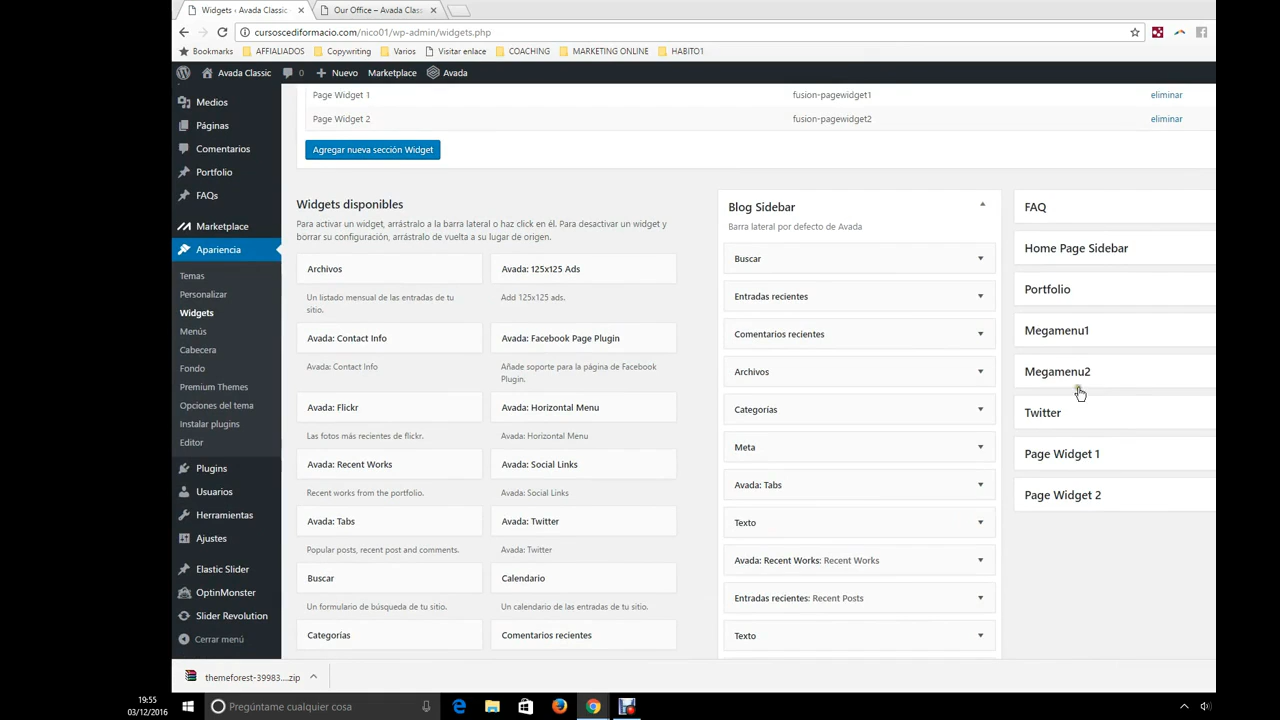 Widgets ‹ Avada Classic
Our Office – Avada Class
cursoscediformacio.com/nico01/wp-admin/widgets.php
Bookmarks
AFFIALIADOS
Copywriting
Varios
Visitar enlace
COACHING
MARKETING ONLINE
HABITO1
Avada Classic
0
Nuevo
Marketplace
Avada
Medios
Páginas
Comentarios
Portfolio
FAQs
Marketplace
Apariencia
Temas
Personalizar
Widgets
Menús
Cabecera
Fondo
Premium Themes
Opciones del tema
Instalar plugins
Editor
Plugins
Usuarios
Herramientas
Ajustes
Elastic Slider
OptinMonster
Slider Revolution
Cerrar menú
Page Widget 1 fusion-pagewidget1 eliminar
Page Widget 2 fusion-pagewidget2 eliminar
Agregar nueva sección Widget
Widgets disponibles
Para activar un widget, arrástralo a la barra lateral o haz click en él. Para desactivar un widget y
borrar su configuración, arrástralo de vuelta a su lugar de origen.
Archivos
Un listado mensual de las entradas de tu
sitio.
Avada: 125x125 Ads
Add 125x125 ads.
Avada: Contact Info
Avada: Contact Info
Avada: Facebook Page Plugin
Añade soporte para la página de Facebook
Plugin.
Avada: Flickr
Las fotos más recientes de flickr.
Avada: Horizontal Menu
Avada: Horizontal Menu
Avada: Recent Works
Recent works from the portfolio.
Avada: Social Links
Avada: Social Links
Avada: Tabs
Popular posts, recent post and comments.
Avada: Twitter
Avada: Twitter
Buscar
Un formulario de búsqueda de tu sitio.
Calendario
Un calendario de las entradas de tu sitio.
Categorías
Comentarios recientes
Blog Sidebar
Barra lateral por defecto de Avada
Buscar
Entradas recientes
Comentarios recientes
Archivos
Categorías
Meta
Avada: Tabs
Texto
Avada: Recent Works: Recent Works
Entradas recientes: Recent Posts
Texto
FAQ
Home Page Sidebar
Portfolio
Megamenu1
Megamenu2
Twitter
Page Widget 1
Page Widget 2
themeforest-39983....zip
19:55
03/12/2016
Pregúntame cualquier cosa